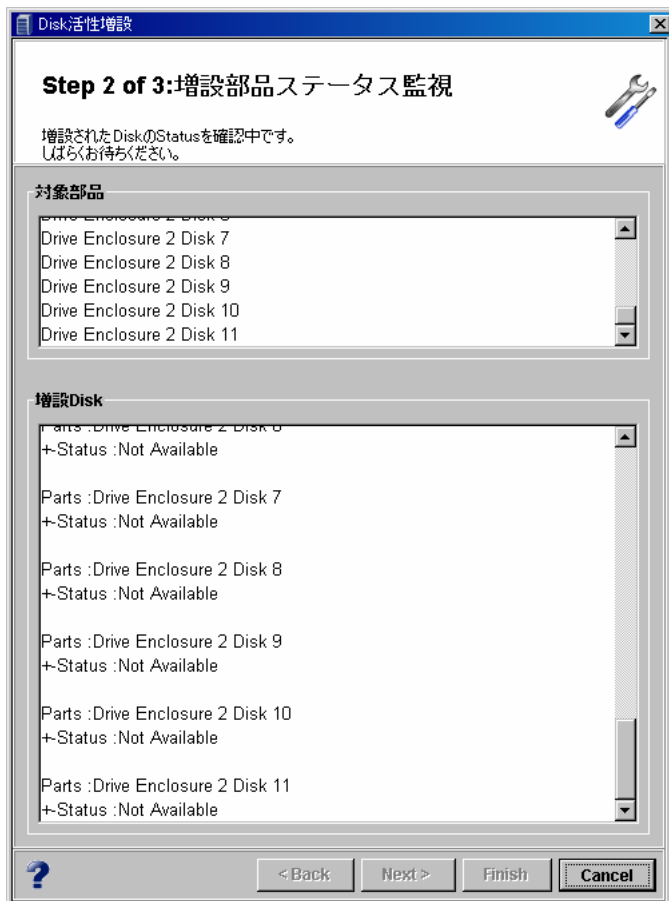 Disk活性増設
Step 2 of 3:増設部品ステータス監視
増設されたDiskのStatusを確認中です。
しばらくお待ちください。
対象部品
Drive Enclosure 2 Disk 7
Drive Enclosure 2 Disk 8
Drive Enclosure 2 Disk 9
Drive Enclosure 2 Disk 10
Drive Enclosure 2 Disk 11
増設Disk
+-Status :Not Available
Parts :Drive Enclosure 2 Disk 7
+-Status :Not Available
Parts :Drive Enclosure 2 Disk 8
+-Status :Not Available
Parts :Drive Enclosure 2 Disk 9
+-Status :Not Available
Parts :Drive Enclosure 2 Disk 10
+-Status :Not Available
Parts :Drive Enclosure 2 Disk 11
+-Status :Not Available
? < Back Next > Finish Cancel